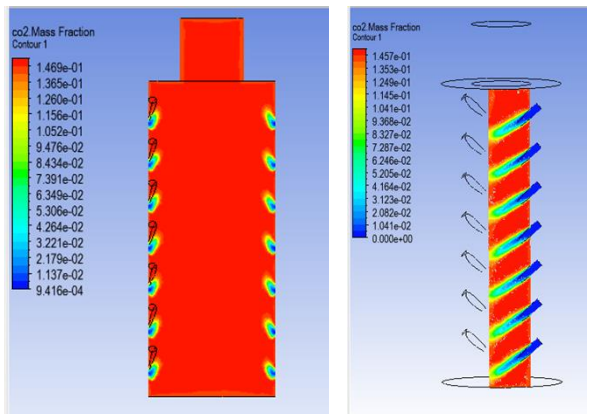 co2.Mass Fraction
Contour 1
1.469e-01
1.365e-01
1.260e-01
1.156e-01
1.052e-01
9.476e-02
8.434e-02
7.391e-02
6.349e-02
5.306e-02
4.264e-02
3.221e-02
2.179e-02
1.137e-02
9.416e-04
co2.Mass Fraction
Contour 1
1.457e-01
1.353e-01
1.249e-01
1.145e-01
1.041e-01
9.368e-02
8.327e-02
7.287e-02
6.246e-02
5.205e-02
4.164e-02
3.123e-02
2.082e-02
1.041e-02
0.000e+00